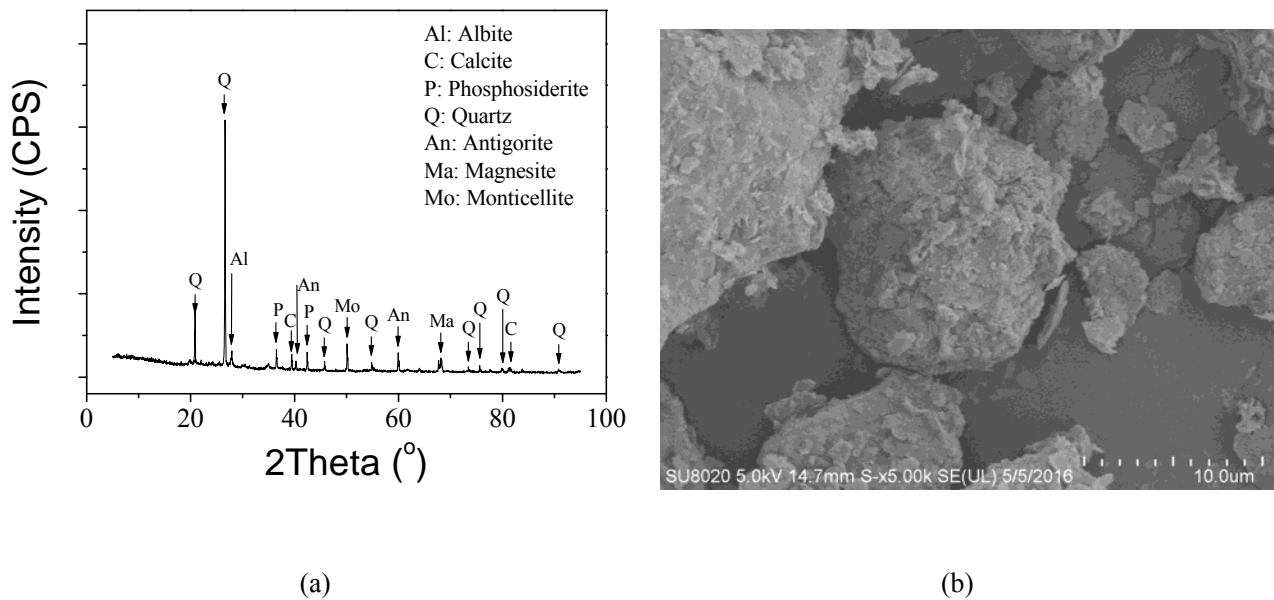 Al: Albite
C: Calcite
P: Phosphosiderite
Q: Quartz
An: Antigorite
Ma: Magnesite
Mo: Monticellite
Q
Q
Al
P
C
An
P
Q
Mo
Q
An
Ma
Q
Q
Q
C
Q
Intensity (CPS)
0 20 40 60 80 100
2Theta (°)
SU8020 5.0kV 14.7mm S-x5.00k SE(UL) 5/5/2016 10.0um
(a) (b)